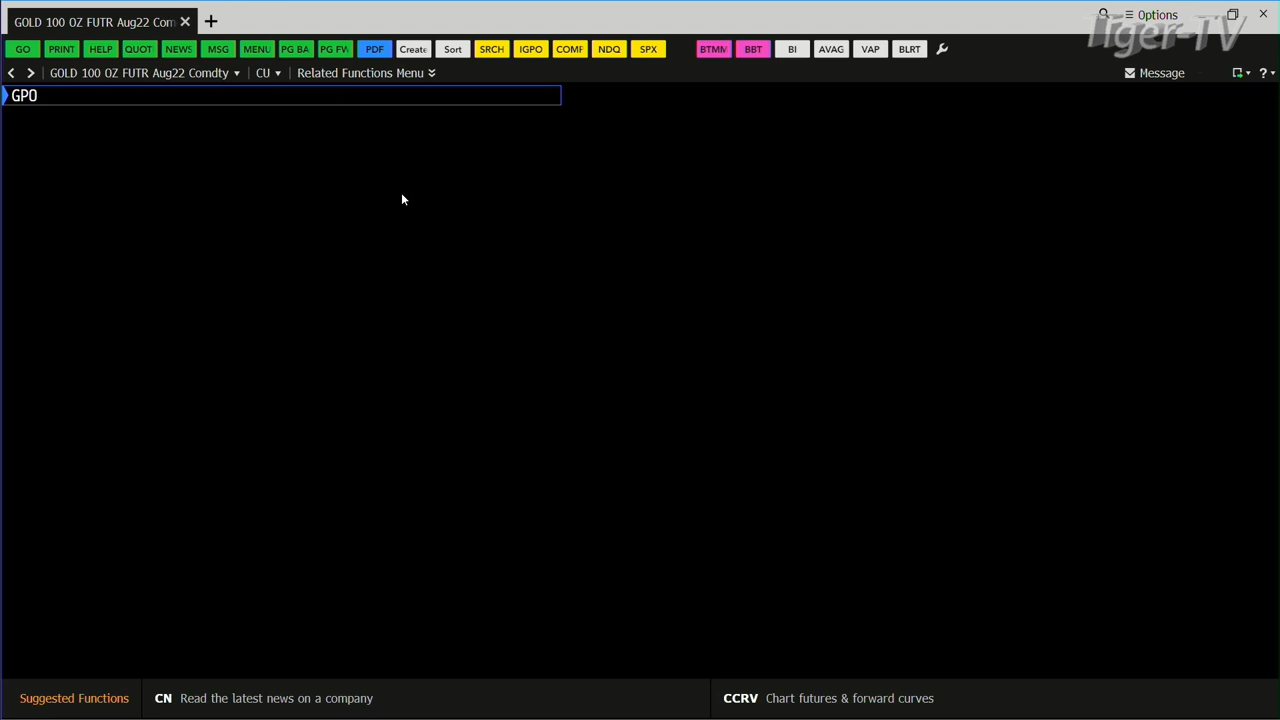 GOLD 100 OZ FUTR Aug22 Com
Options
Tiger-TV
GO PRINT HELP QUOT NEWS MSG MENU PG BA PG FW PDF Create Sort SRCH IGPO COMF NDQ SPX BTMN BBT BI AVAG VAP BLRT
GOLD 100 OZ FUTR Aug22 Comdty CU Related Functions Menu Message ?
GPO
Suggested Functions CN Read the latest news on a company CCRV Chart futures & forward curves